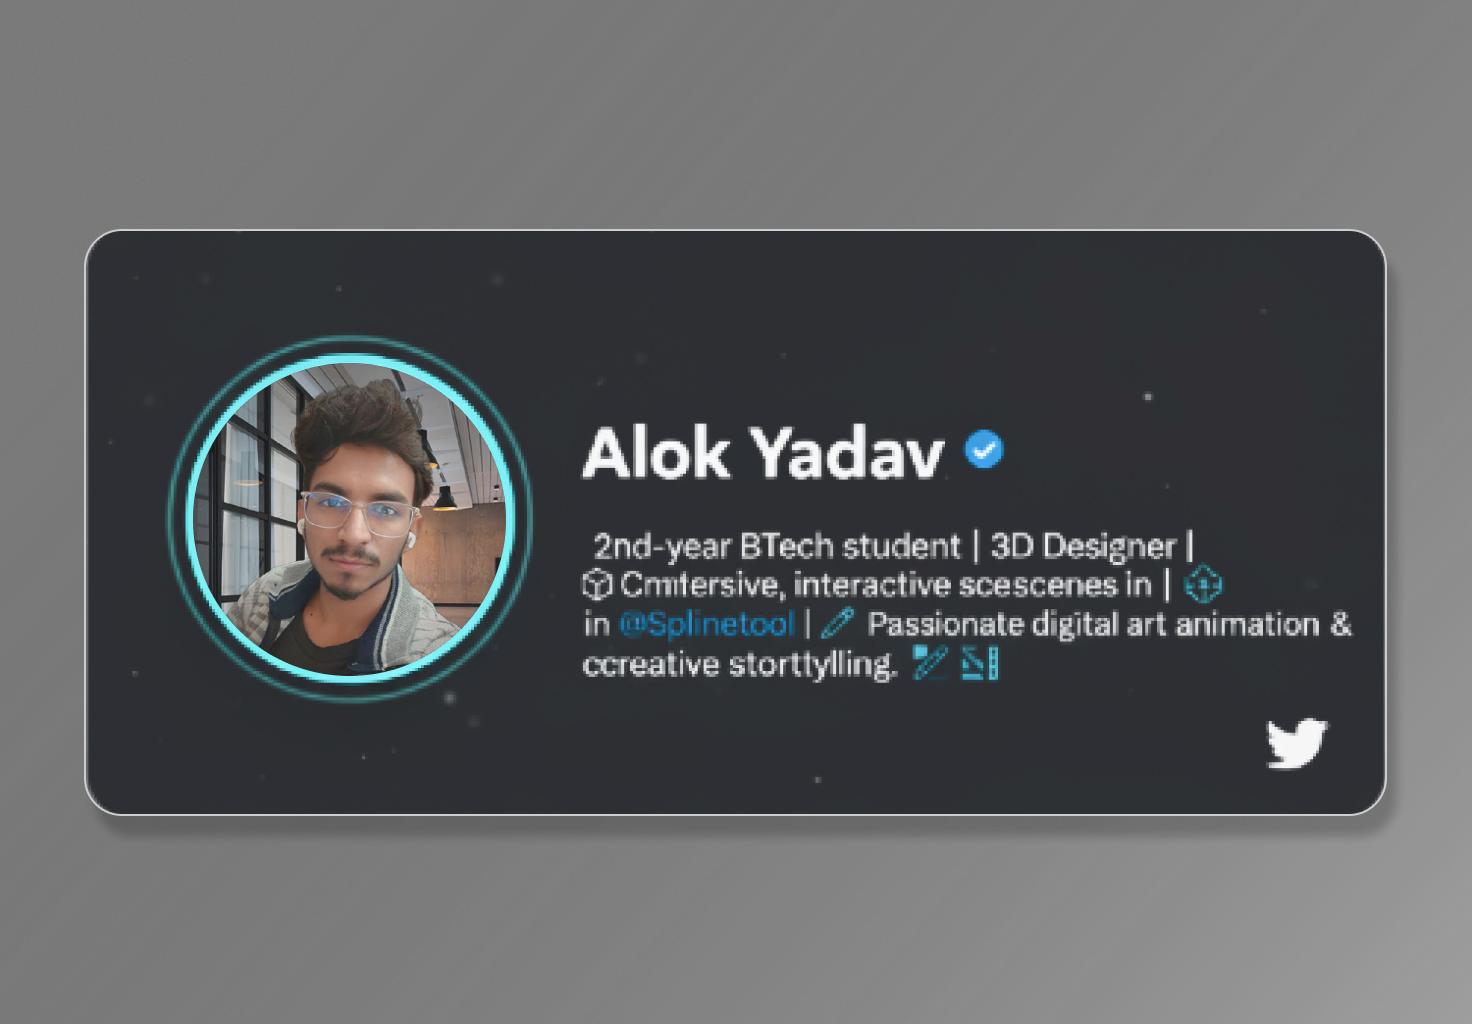 Alok Yadav
2nd-year BTech student | 3D Designer |
Cmtersive, interactive scescenes in |
in @Splinetool | Passionate digital art animation &
ccreative storttylling.